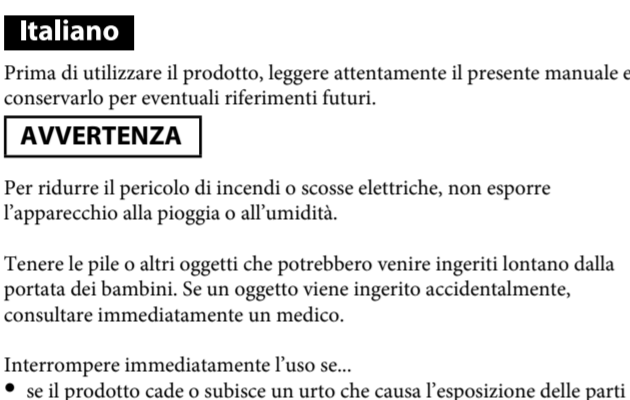 Italiano
Prima di utilizzare il prodotto, leggere attentamente il presente manuale e
conservarlo per eventuali riferimenti futuri.
AVVERTENZA
Per ridurre il pericolo di incendi o scosse elettriche, non esporre
l’apparecchio alla pioggia o all’umidità.
Tenere le pile o altri oggetti che potrebbero venire ingeriti lontano dalla
portata dei bambini. Se un oggetto viene ingerito accidentalmente,
consultare immediatamente un medico.
Interrompere immediatamente l’uso se...
• se il prodotto cade o subisce un urto che causa l’esposizione delle parti